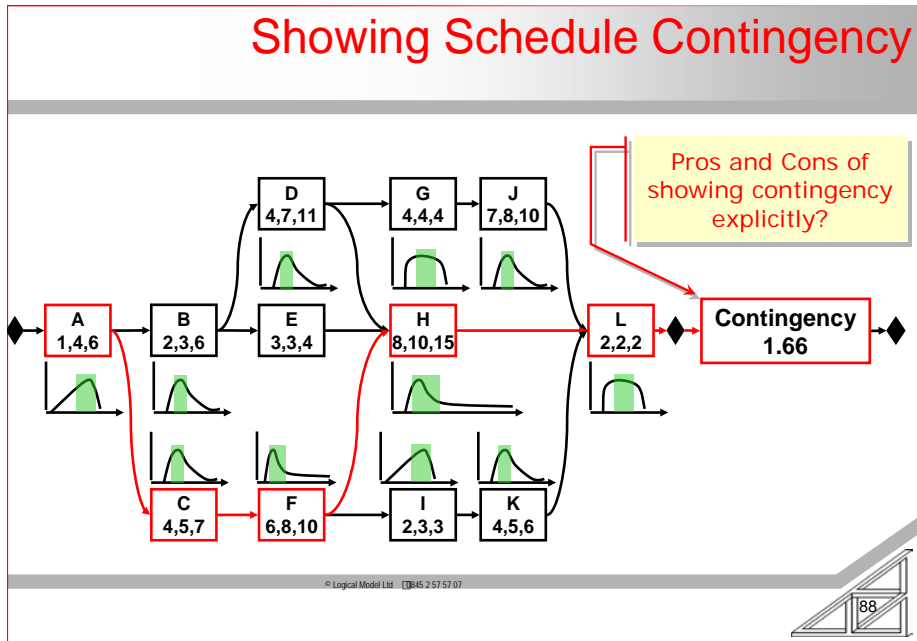 Showing Schedule Contingency
Pros and Cons of
showing contingency
explicitly?
D
4,7,11
G
4,4,4
J
7,8,10
A
1,4,6
B
2,3,6
E
3,3,4
H
8,10,15
L
2,2,2
Contingency
1.66
C
4,5,7
F
6,8,10
I
2,3,3
K
4,5,6
© Logical Model Ltd 0845 2 57 57 07
88